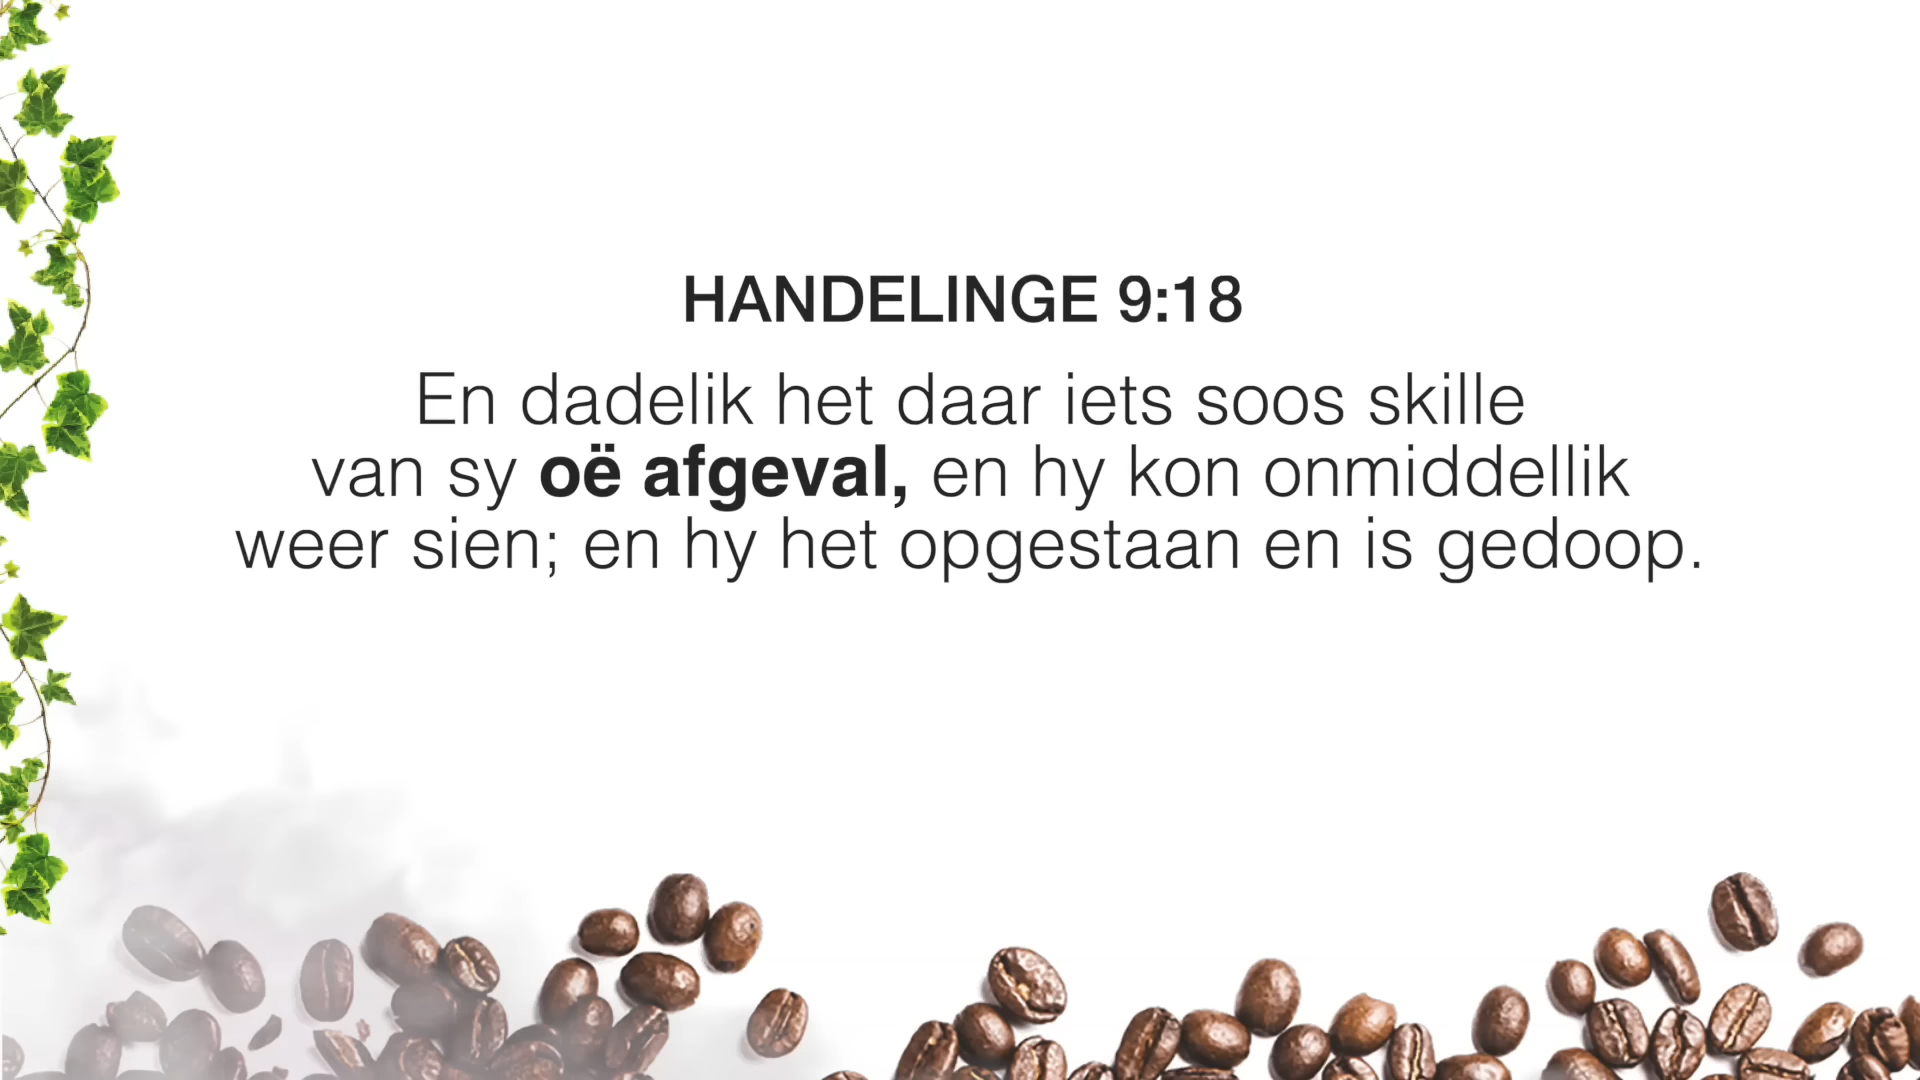 HANDELINGE 9:18
En dadelik het daar iets soos skille
van sy oë afgeval, en hy kon onmiddellik
weer sien; en hy het opgestaan en is gedoop.